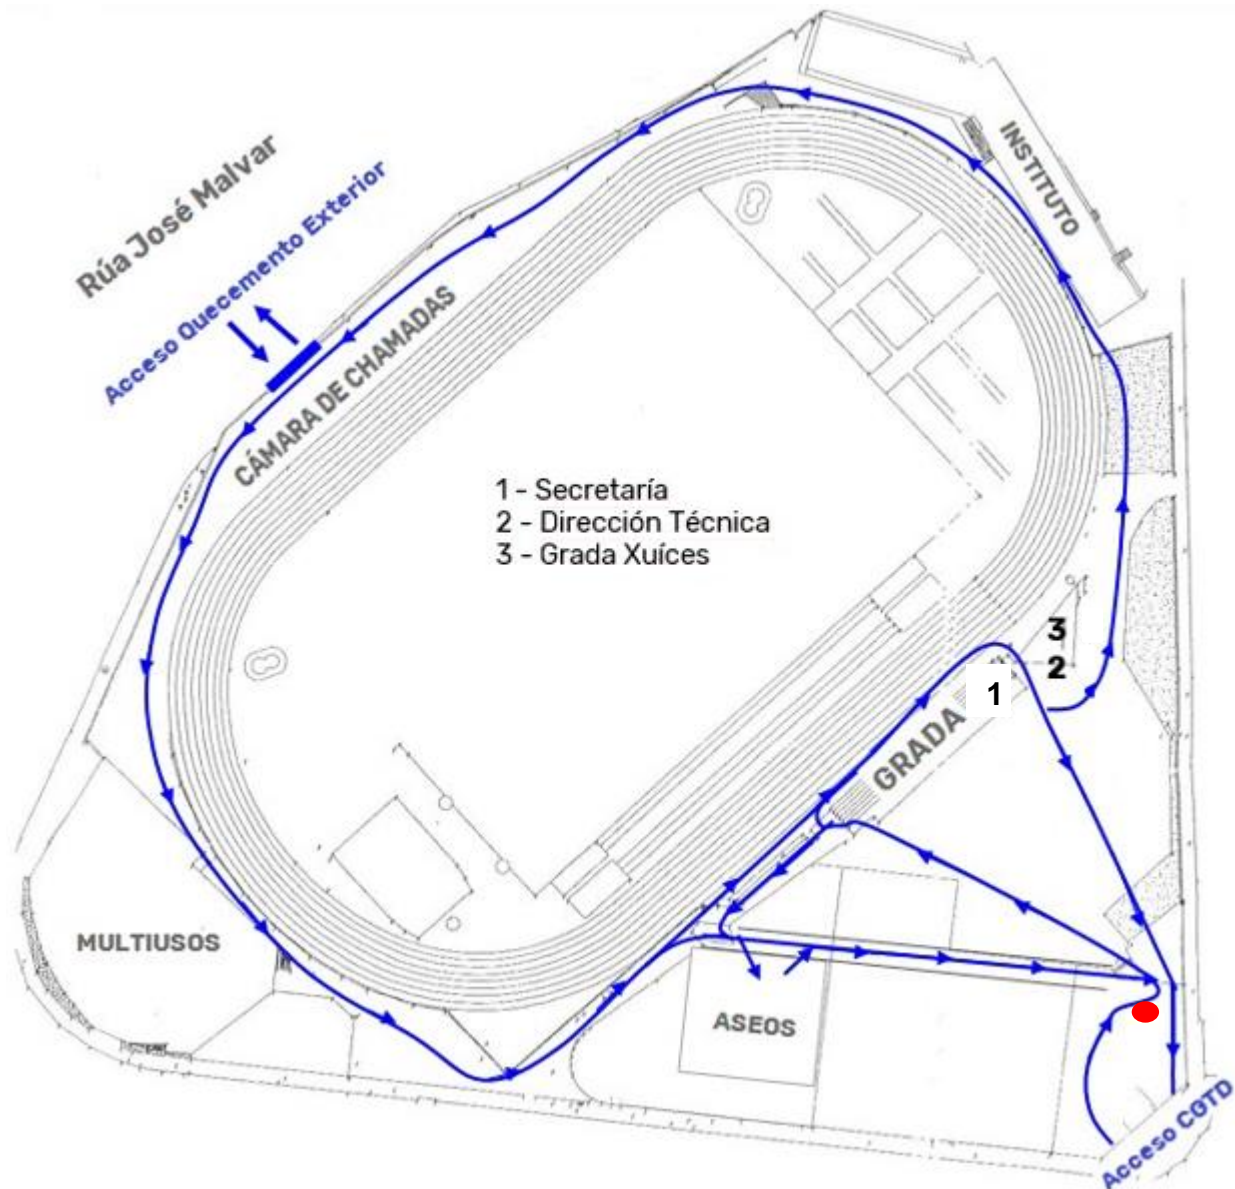 INSTITUTO
Rúa José Malvar
Acceso Quecemento Exterior
CÁMARA DE CHAMADAS
1 - Secretaría
2 - Dirección Técnica
3 - Grada Xuíces
3
2
1
GRADA
MULTIUSOS
ASEOS
Acceso CGTD